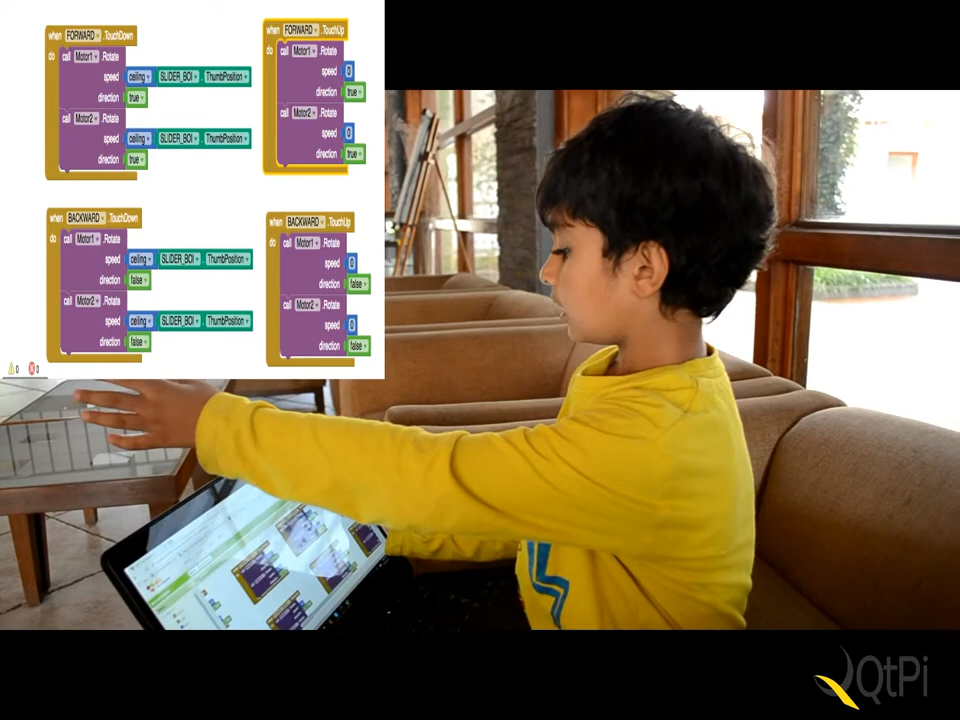 when FORWARD .TouchDown
do call Motor1 .Rotate
speed ceiling SLIDER_BOI . ThumbPosition
direction true
call Motor2 .Rotate
speed ceiling SLIDER_BOI . ThumbPosition
direction true
when FORWARD .TouchUp
do call Motor1 .Rotate
speed 0
direction true
call Motor2 .Rotate
speed 0
direction true
when BACKWARD .TouchDown
do call Motor1 .Rotate
speed ceiling SLIDER_BOI . ThumbPosition
direction false
call Motor2 .Rotate
speed ceiling SLIDER_BOI . ThumbPosition
direction false
when BACKWARD .TouchUp
do call Motor1 .Rotate
speed 0
direction false
call Motor2 .Rotate
speed 0
direction false
0 0
QtPi